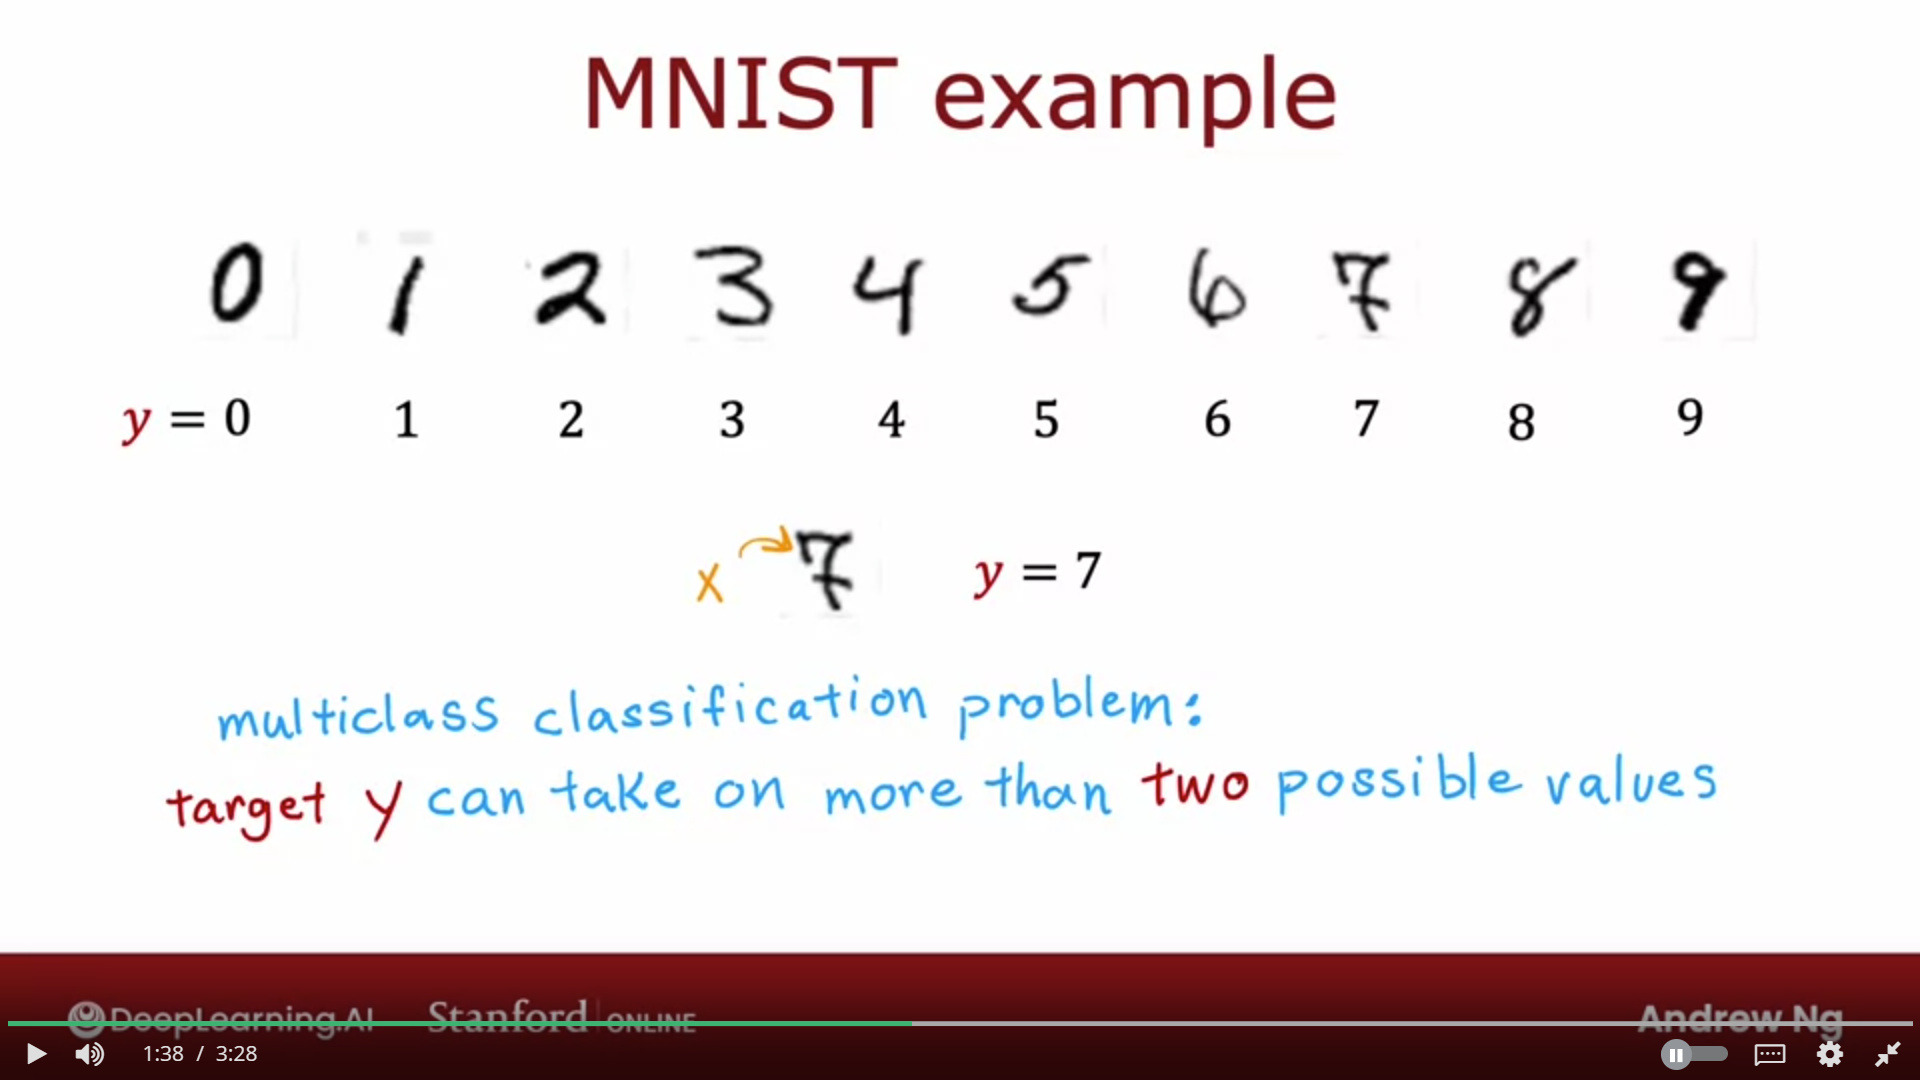 MNIST example
0 1 2 3 4 5 6 7 8 9
y = 0 1 2 3 4 5 6 7 8 9
x 7 y = 7
multiclass classification problem:
target y can take on more than two possible values
DeepLearning.AI Stanford | ONLINE Andrew Ng
1:38 / 3:28